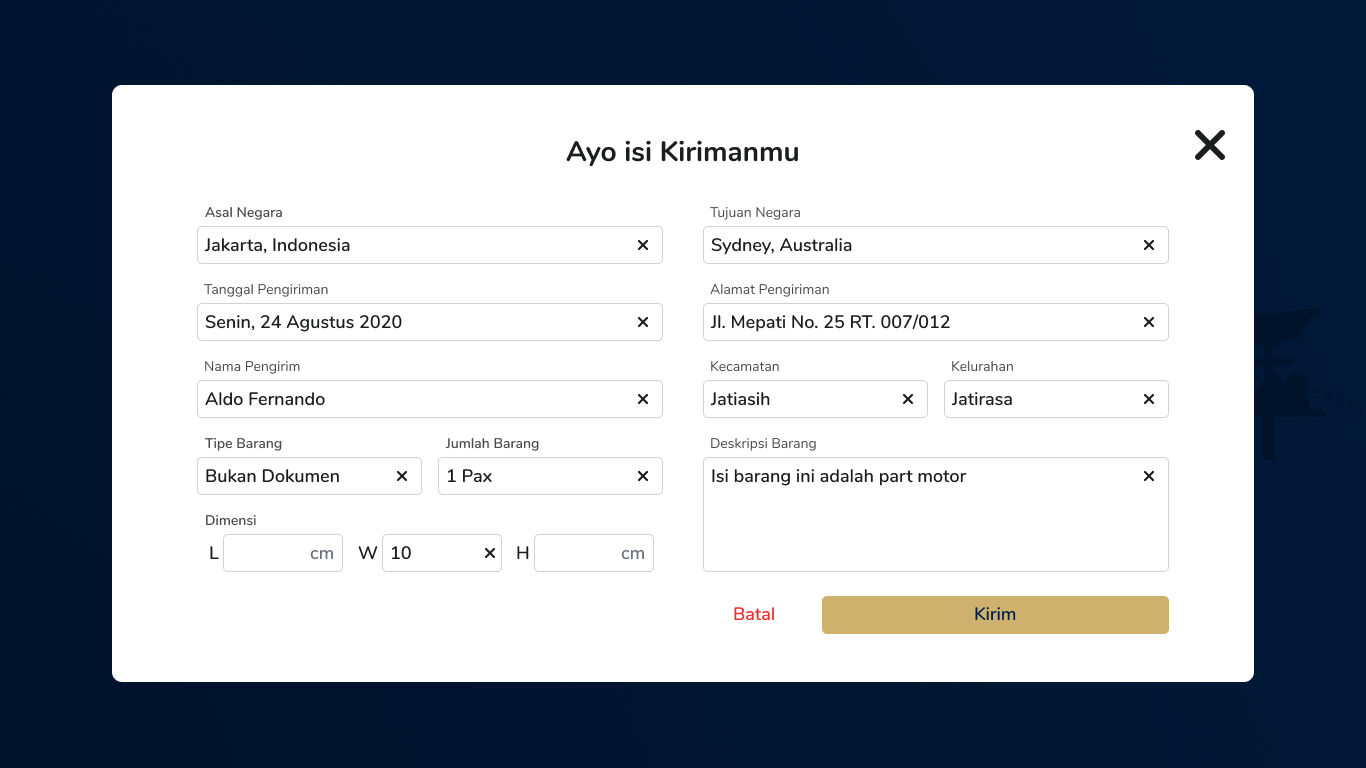 Ayo isi Kirimanmu
Asal Negara
Jakarta, Indonesia
Tujuan Negara
Sydney, Australia
Tanggal Pengiriman
Senin, 24 Agustus 2020
Alamat Pengiriman
Jl. Mepati No. 25 RT. 007/012
Nama Pengirim
Aldo Fernando
Kecamatan
Jatiasih
Kelurahan
Jatirasa
Tipe Barang
Bukan Dokumen
Jumlah Barang
1 Pax
Deskripsi Barang
Isi barang ini adalah part motor
Dimensi
L cm W 10 H cm
Batal
Kirim